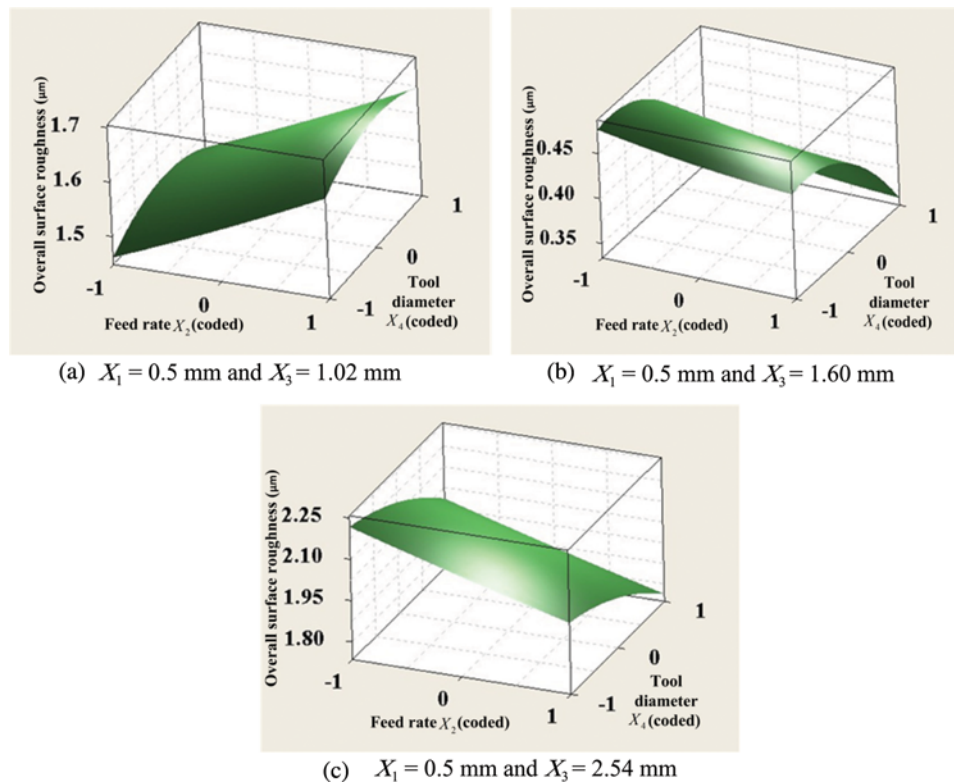 Overall surface roughness (μm)
1.7
1.6
1.5
-1
0
1
Feed rate X₂ (coded)
-1
0
1
Tool
diameter
X₄ (coded)
(a) X₁ = 0.5 mm and X₃ = 1.02 mm
Overall surface roughness (μm)
0.45
0.40
0.35
-1
0
1
Feed rate X₂ (coded)
-1
0
1
Tool
diameter
X₄ (coded)
(b) X₁ = 0.5 mm and X₃ = 1.60 mm
Overall surface roughness (μm)
2.25
2.10
1.95
1.80
-1
0
1
Feed rate X₂ (coded)
-1
0
1
Tool
diameter
X₄ (coded)
(c) X₁ = 0.5 mm and X₃ = 2.54 mm